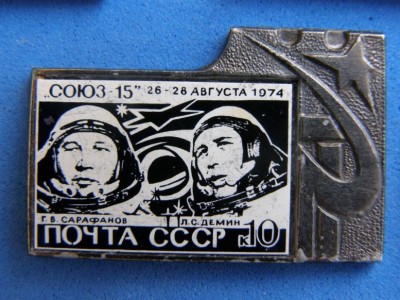 „СОЮЗ-15” 26-28 АВГУСТА 1974
Г. В. САРАФАНОВ Л. С. ДЕМИН
ПОЧТА СССР К10